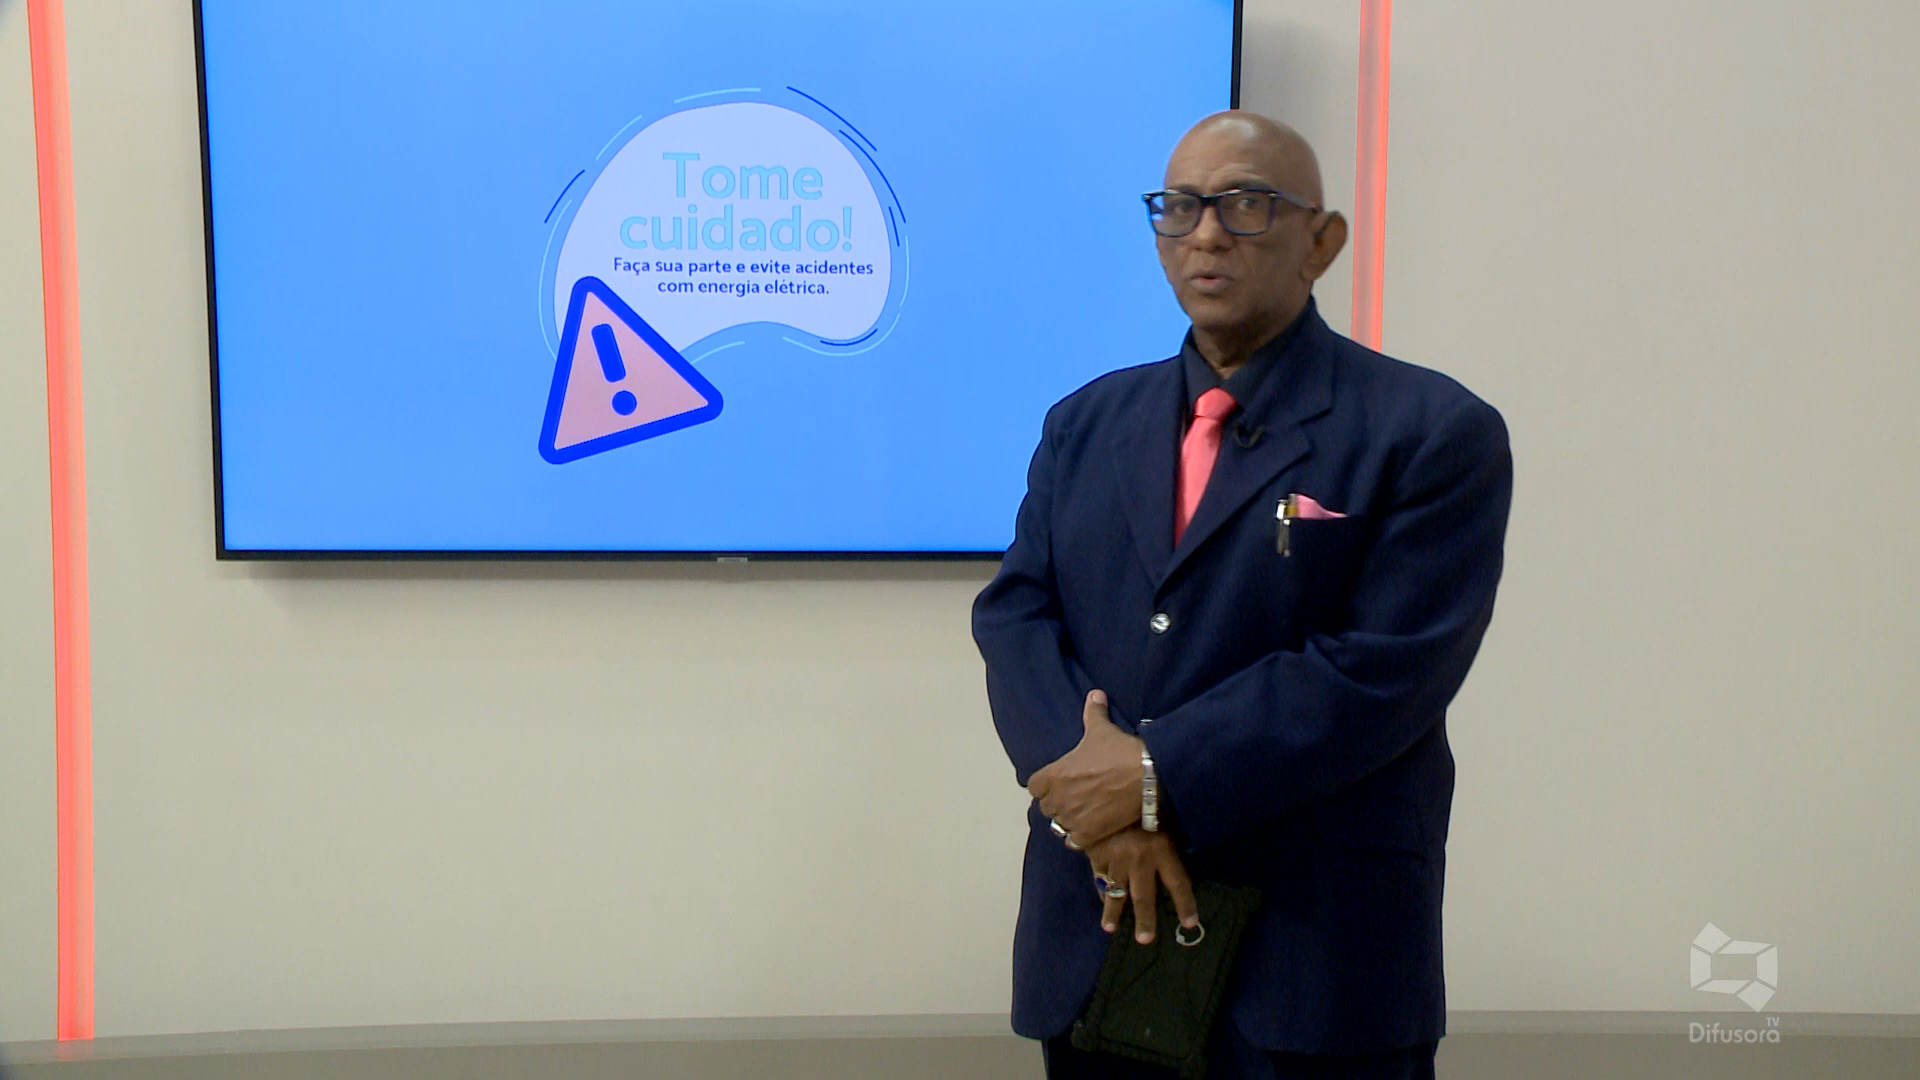 Tome
cuidado!
Faça sua parte e evite acidentes
com energia elétrica.
TV
Difusora